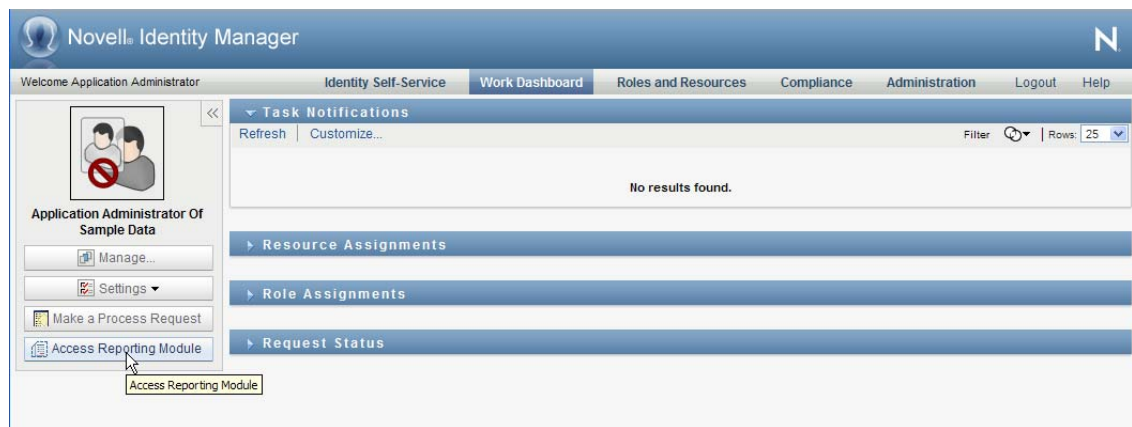 Novell® Identity Manager
N
Welcome Application Administrator
Identity Self-Service Work Dashboard Roles and Resources Compliance Administration Logout Help
Task Notifications
Refresh Customize...
Filter Rows: 25
No results found.
Application Administrator Of
Sample Data
Manage...
Settings
Make a Process Request
Access Reporting Module
Access Reporting Module
Resource Assignments
Role Assignments
Request Status